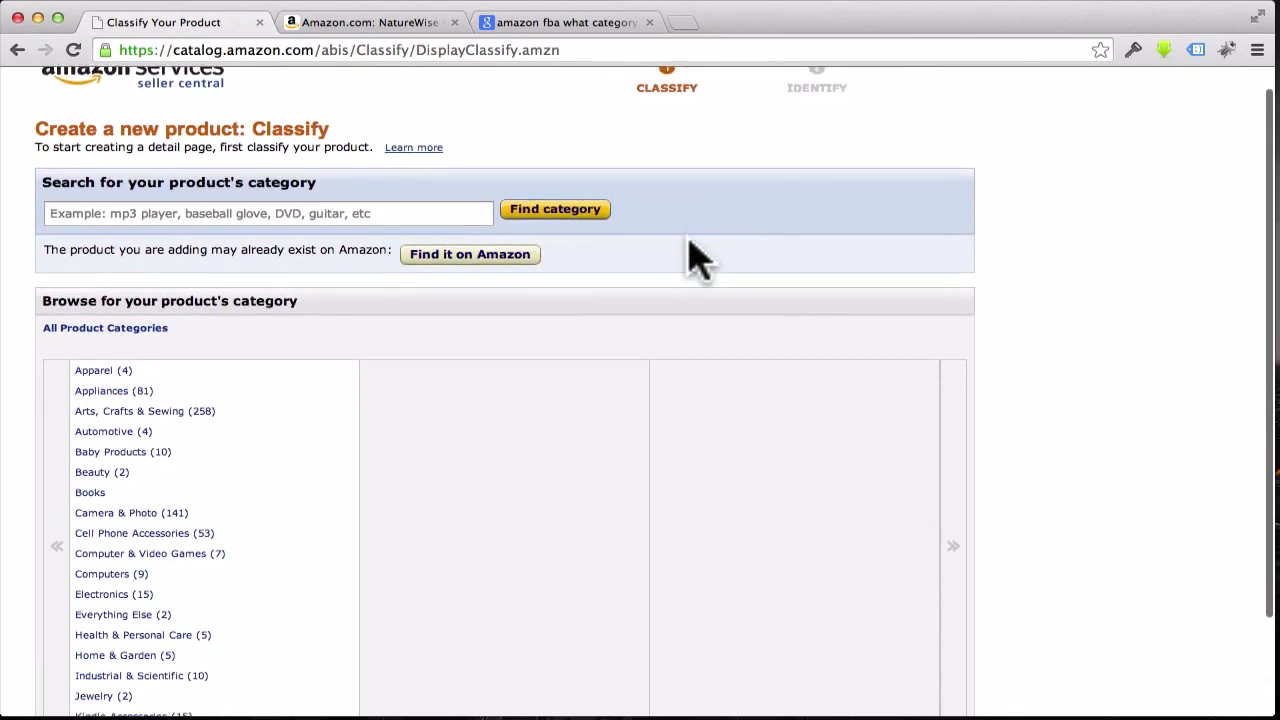 Classify Your Product
Amazon.com: NatureWise
amazon fba what category
https://catalog.amazon.com/abis/Classify/DisplayClassify.amzn
amazon services
seller central
CLASSIFY
IDENTIFY
Create a new product: Classify
To start creating a detail page, first classify your product. Learn more
Search for your product's category
Example: mp3 player, baseball glove, DVD, guitar, etc
Find category
The product you are adding may already exist on Amazon: Find it on Amazon
Browse for your product's category
All Product Categories
Apparel (4)
Appliances (81)
Arts, Crafts & Sewing (258)
Automotive (4)
Baby Products (10)
Beauty (2)
Books
Camera & Photo (141)
Cell Phone Accessories (53)
Computer & Video Games (7)
Computers (9)
Electronics (15)
Everything Else (2)
Health & Personal Care (5)
Home & Garden (5)
Industrial & Scientific (10)
Jewelry (2)
Kindle Accessories (15)